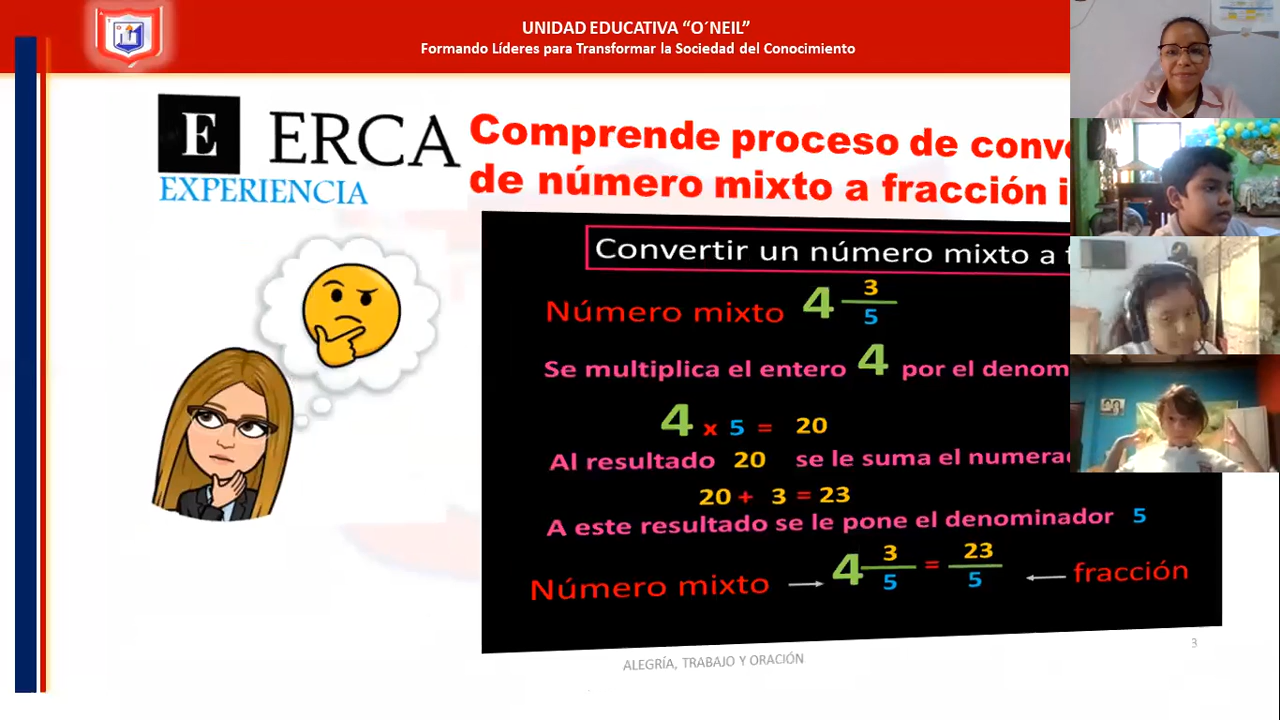 UNIDAD EDUCATIVA “O´NEIL”
Formando Líderes para Transformar la Sociedad del Conocimiento
E ERCA
EXPERIENCIA
Comprende proceso de conv
de número mixto a fracción i
Convertir un número mixto a f
Número mixto 4 3/5
Se multiplica el entero 4 por el denom
4 x 5 = 20
Al resultado 20 se le suma el numera
20 + 3 = 23
A este resultado se le pone el denominador 5
Número mixto → 4 3/5 = 23/5 ← fracción
ALEGRÍA, TRABAJO Y ORACIÓN
3